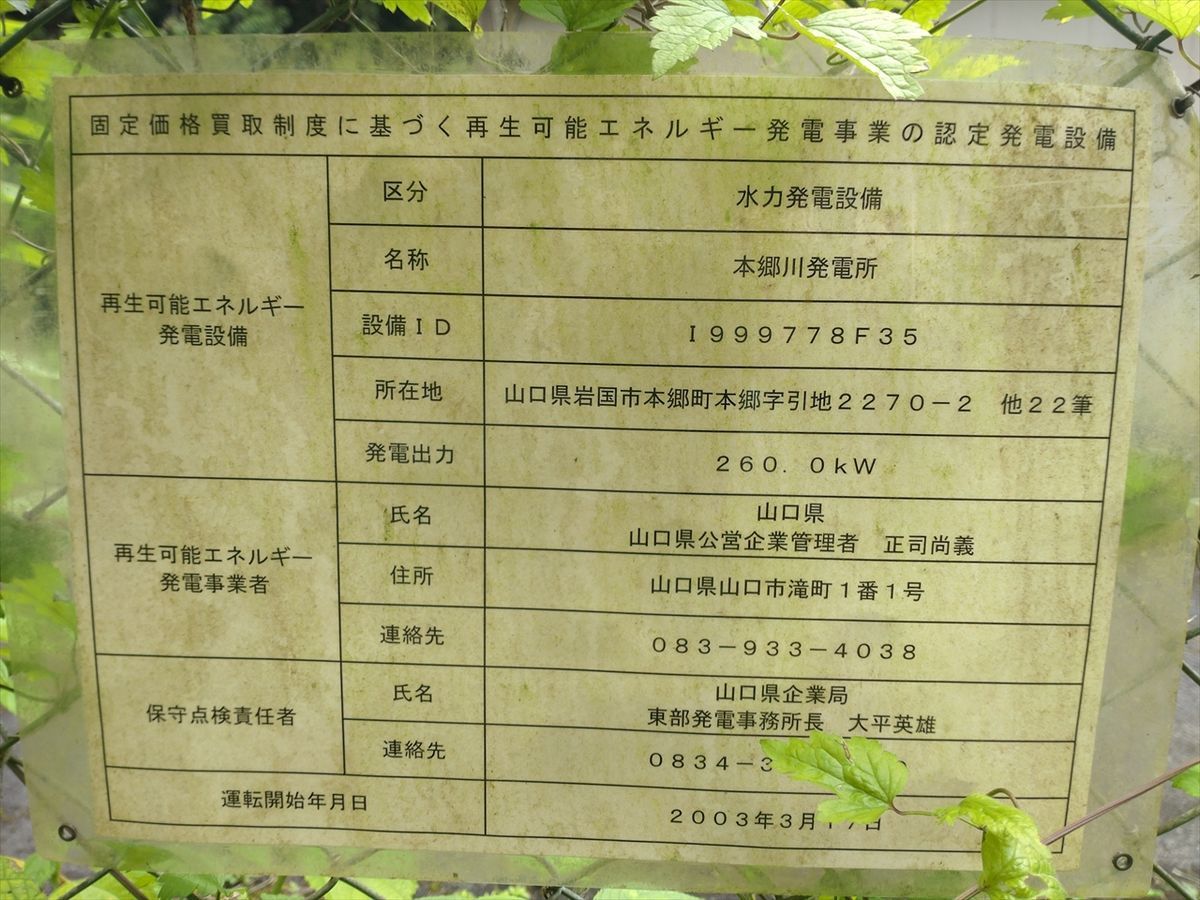 固定価格買取制度に基づく再生可能エネルギー発電事業の認定発電設備
再生可能エネルギー
発電設備
区分
水力発電設備
名称
本郷川発電所
設備ＩＤ
Ｉ９９９７７８Ｆ３５
所在地
山口県岩国市本郷町本郷字引地２２７０－２　他２２筆
発電出力
２６０．０ｋＷ
再生可能エネルギー
発電事業者
氏名
山口県
山口県公営企業管理者　正司尚義
住所
山口県山口市滝町１番１号
連絡先
０８３－９３３－４０３８
保守点検責任者
氏名
山口県企業局
東部発電事務所長　大平英雄
連絡先
０８３４－３
運転開始年月日
２００３年３月１７日